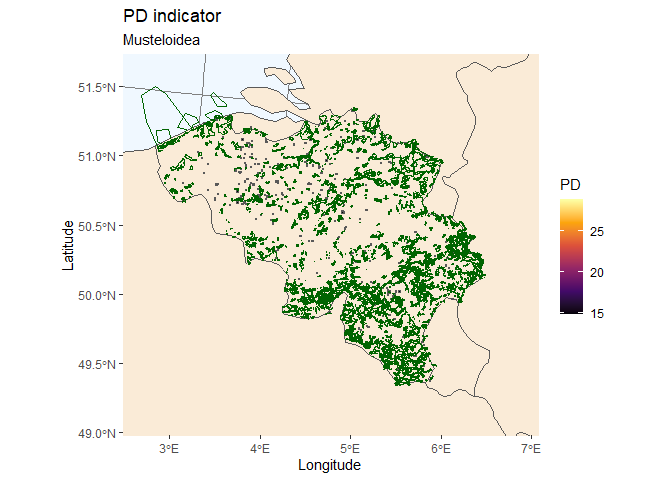 PD indicator
Musteloidea
51.5°N
51.0°N
50.5°N
50.0°N
49.5°N
49.0°N
Latitude
3°E
4°E
5°E
6°E
7°E
Longitude
PD
25
20
15